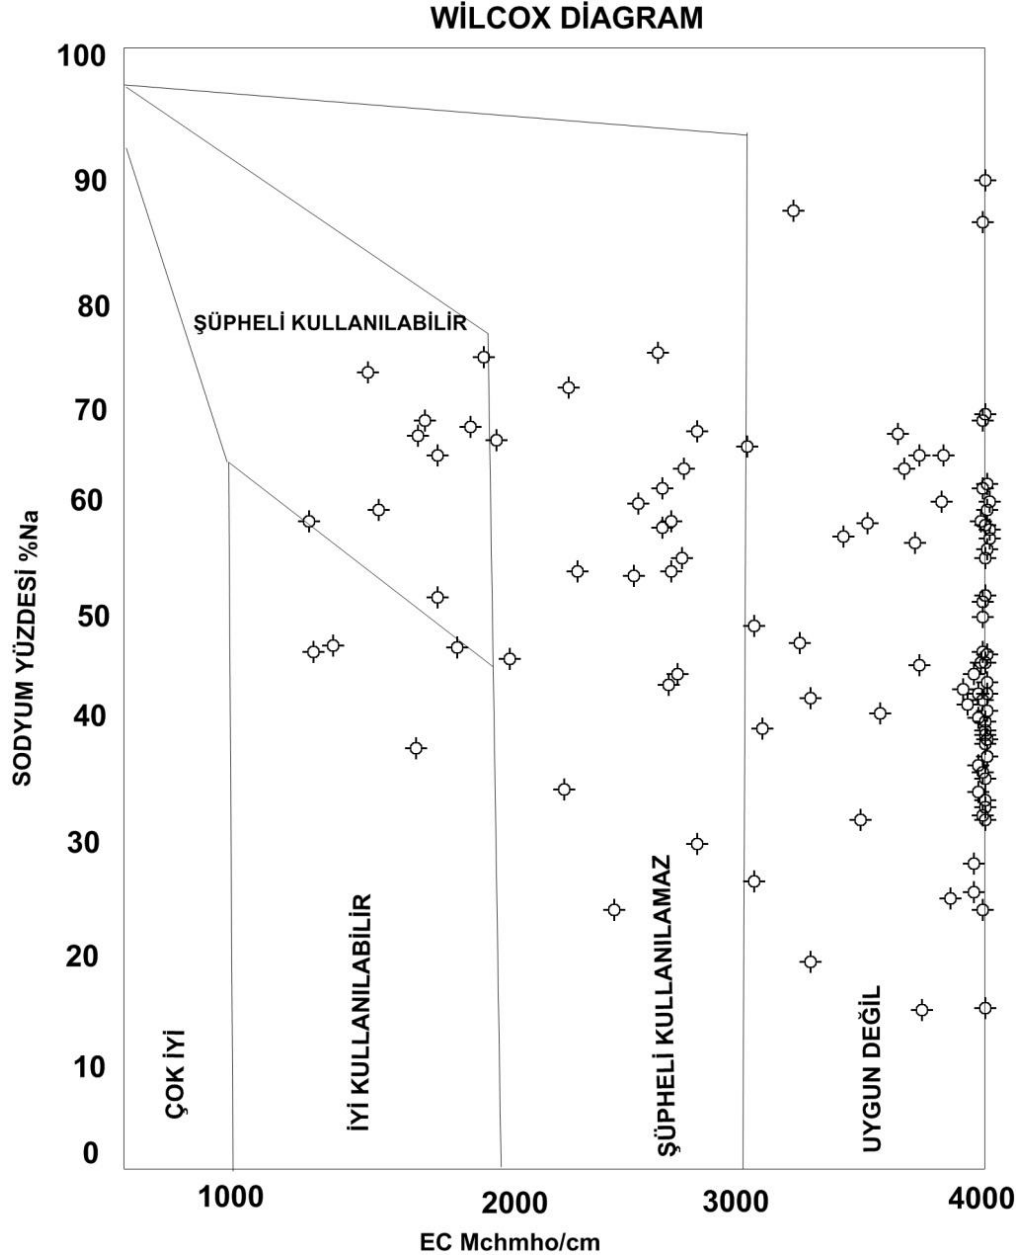 WİLCOX DİAGRAM
100
90
80
70
60
50
40
30
20
10
0
SODYUM YÜZDESİ %Na
ŞÜPHELİ KULLANILABİLİR
ÇOK İYİ
İYİ KULLANILABİLİR
ŞÜPHELİ KULLANILAMAZ
UYGUN DEĞİL
1000
2000
3000
4000
EC Mchmho/cm